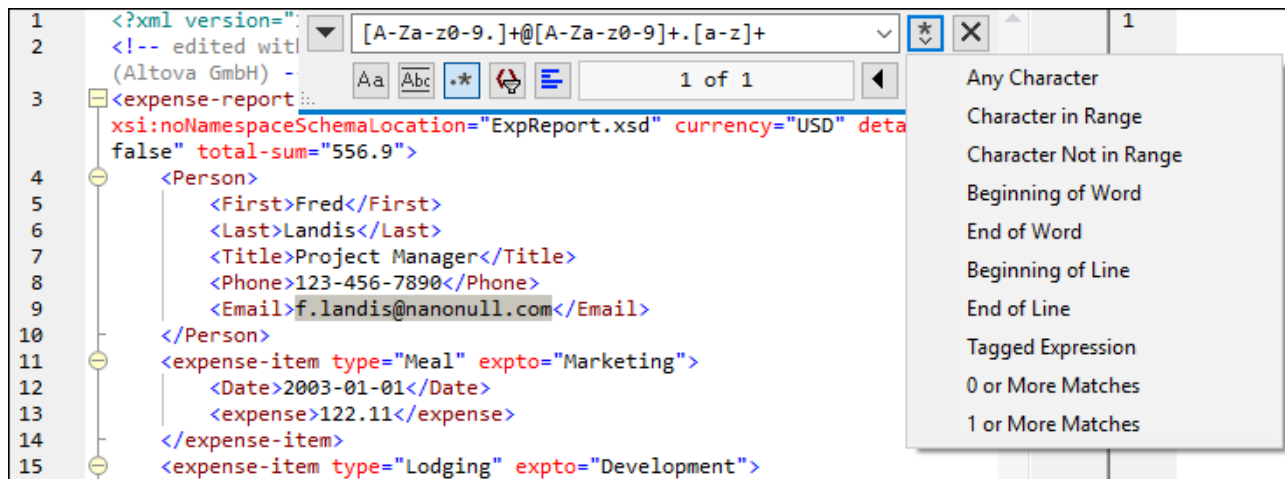 [A-Za-z0-9.]+@[A-Za-z0-9]+.[a-z]+
Aa Abc .* 1 of 1
1 <?xml version="
2 <!-- edited wit
(Altova GmbH) -
3 <expense-report
xsi:noNamespaceSchemaLocation="ExpReport.xsd" currency="USD" deta
false" total-sum="556.9">
4 <Person>
5 <First>Fred</First>
6 <Last>Landis</Last>
7 <Title>Project Manager</Title>
8 <Phone>123-456-7890</Phone>
9 <Email>f.landis@nanonull.com</Email>
10 </Person>
11 <expense-item type="Meal" expto="Marketing">
12 <Date>2003-01-01</Date>
13 <expense>122.11</expense>
14 </expense-item>
15 <expense-item type="Lodging" expto="Development">
1
Any Character
Character in Range
Character Not in Range
Beginning of Word
End of Word
Beginning of Line
End of Line
Tagged Expression
0 or More Matches
1 or More Matches